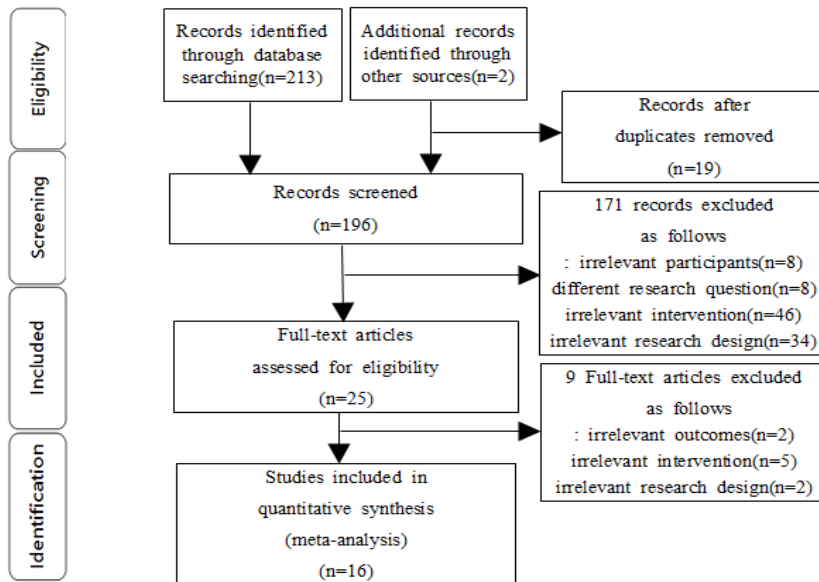 Eligibility
Records identified
through database
searching(n=213)
Additional records
identified through
other sources(n=2)
Records after
duplicates removed
(n=19)
Screening
Records screened
(n=196)
171 records excluded
as follows
: irrelevant participants(n=8)
different research question(n=8)
irrelevant intervention(n=46)
irrelevant research design(n=34)
Included
Full-text articles
assessed for eligibility
(n=25)
9 Full-text articles excluded
as follows
: irrelevant outcomes(n=2)
irrelevant intervention(n=5)
irrelevant research design(n=2)
Identification
Studies included in
quantitative synthesis
(meta-analysis)
(n=16)